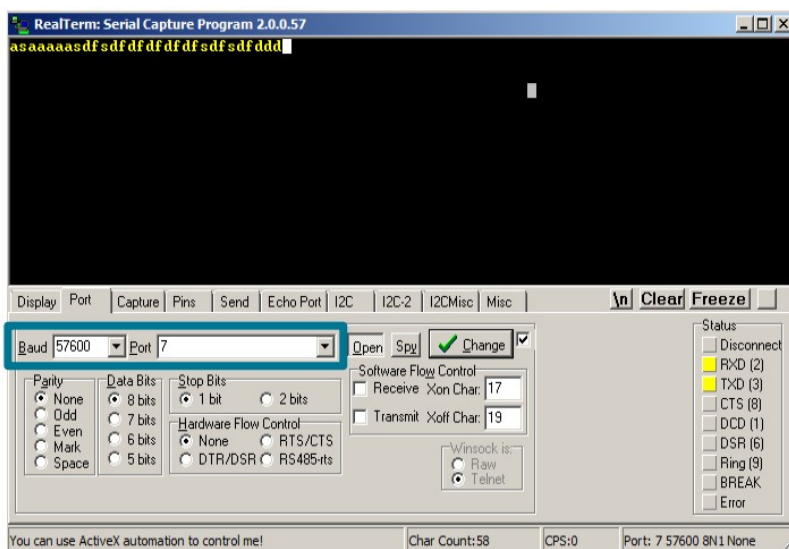 RealTerm: Serial Capture Program 2.0.0.57
asaaaaasdfsdfdfdfdfdfsdfsdfddd
Display Port Capture Pins Send Echo Port I2C I2C-2 I2CMisc Misc \n Clear Freeze
Baud 57600 Port 7 Open Spy Change
Status
Disconnect
RXD (2)
TXD (3)
CTS (8)
DCD (1)
DSR (6)
Ring (9)
BREAK
Error
Parity
None
Odd
Even
Mark
Space
Data Bits
8 bits
7 bits
6 bits
5 bits
Stop Bits
1 bit 2 bits
Hardware Flow Control
None RTS/CTS
DTR/DSR RS485-rts
Software Flow Control
Receive Xon Char: 17
Transmit Xoff Char: 19
Winsock is:
Raw
Telnet
You can use ActiveX automation to control me! Char Count:58 CPS:0 Port: 7 57600 8N1 None